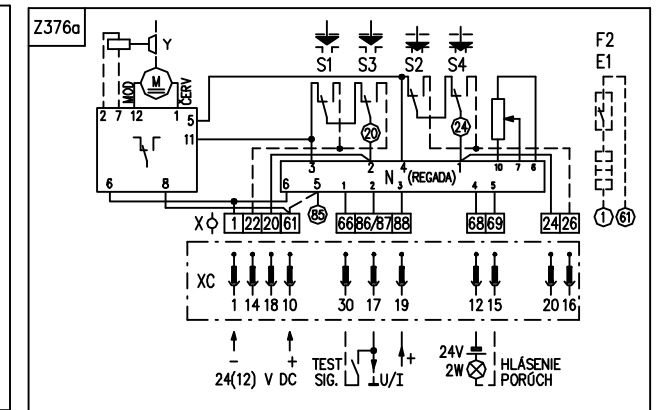 Z376a
Y
S1 S3 S2 S4
F2
E1
M
MOD
ČERV
2 7 12 1
5
11
20
24
3 2 4 1 10 7 6
N (REGADA)
6 8
6 5 1 2 3 4 5
X 1 22 20 61 85 66 86/87 88 68 69 24 26
1 61
XC
1 14 18 10 30 17 19 12 15 20 16
− +
24(12) V DC
TEST
SIG.
⊥U/I
+
24V
2W
HLÁSENIE
PORÚCH